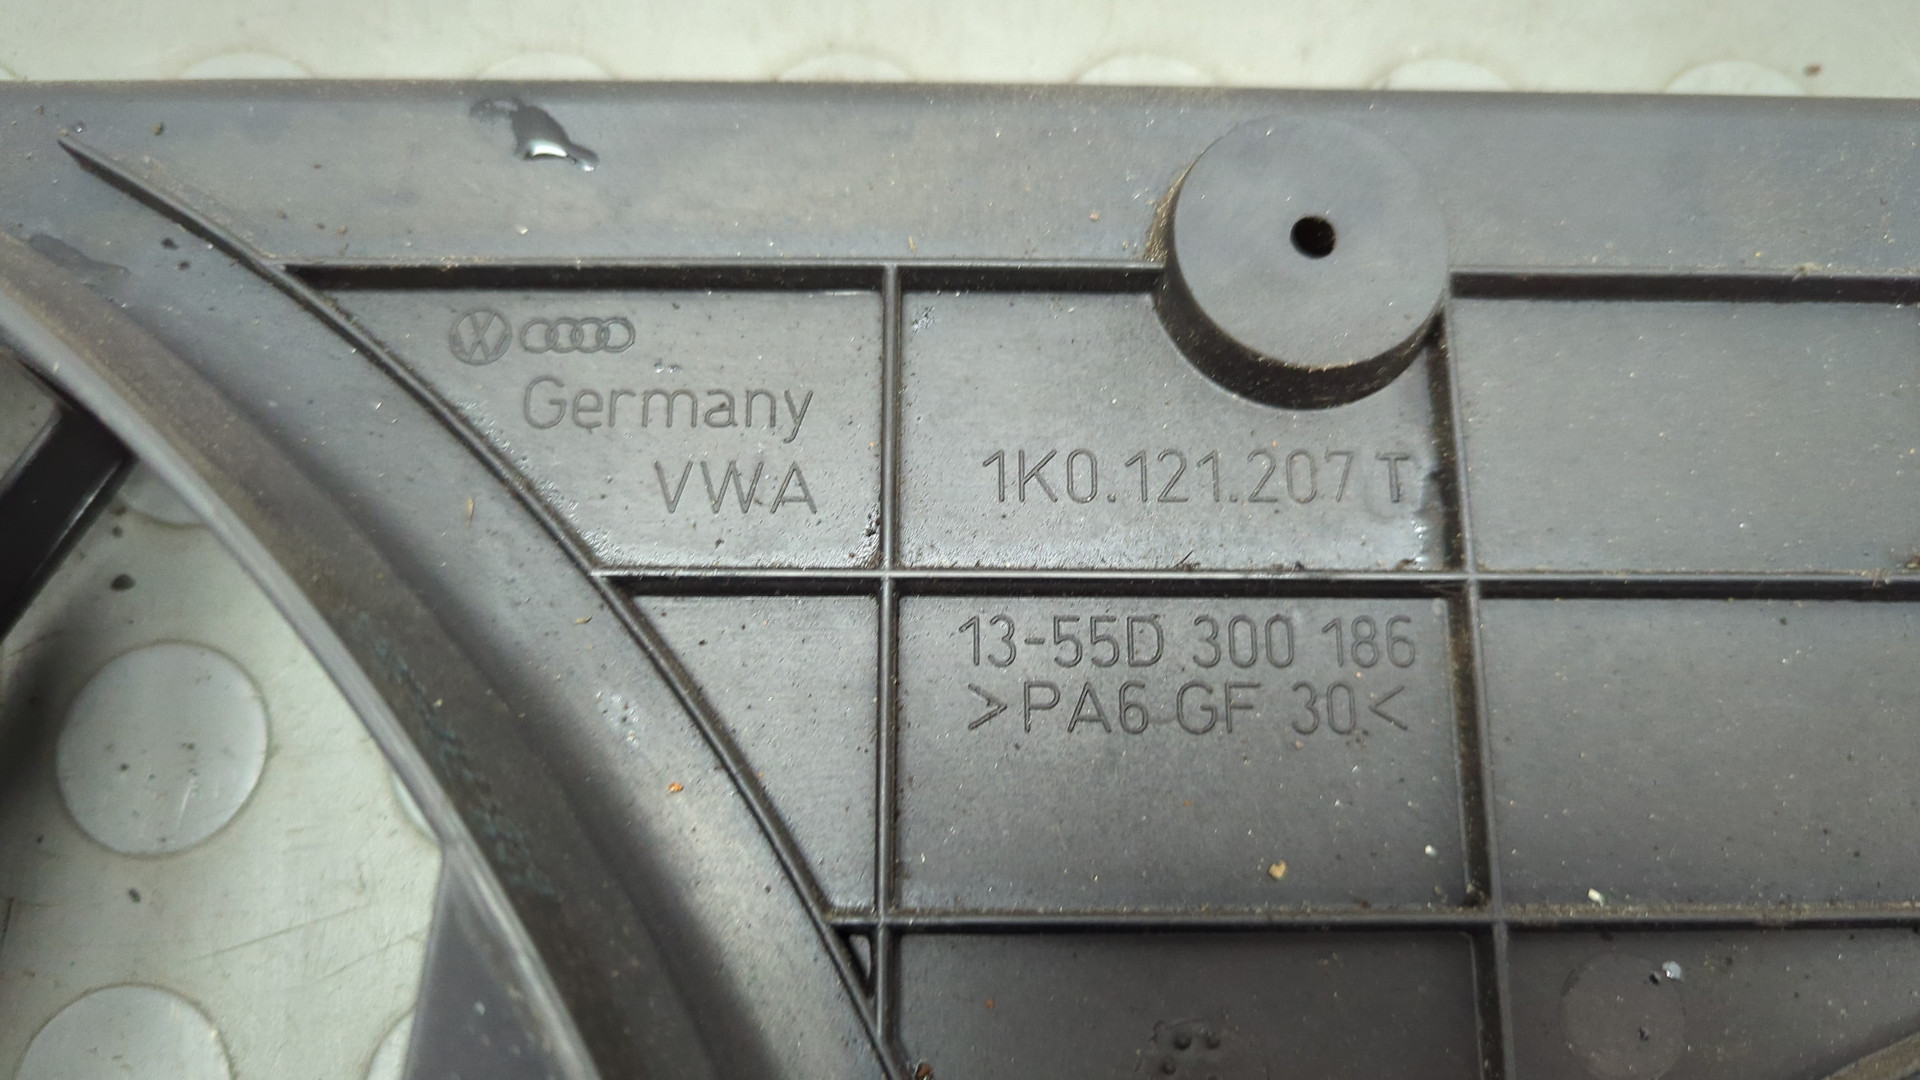 Germany
VWA
1K0.121.207 T
13-55D 300 186
>PA6 GF 30<